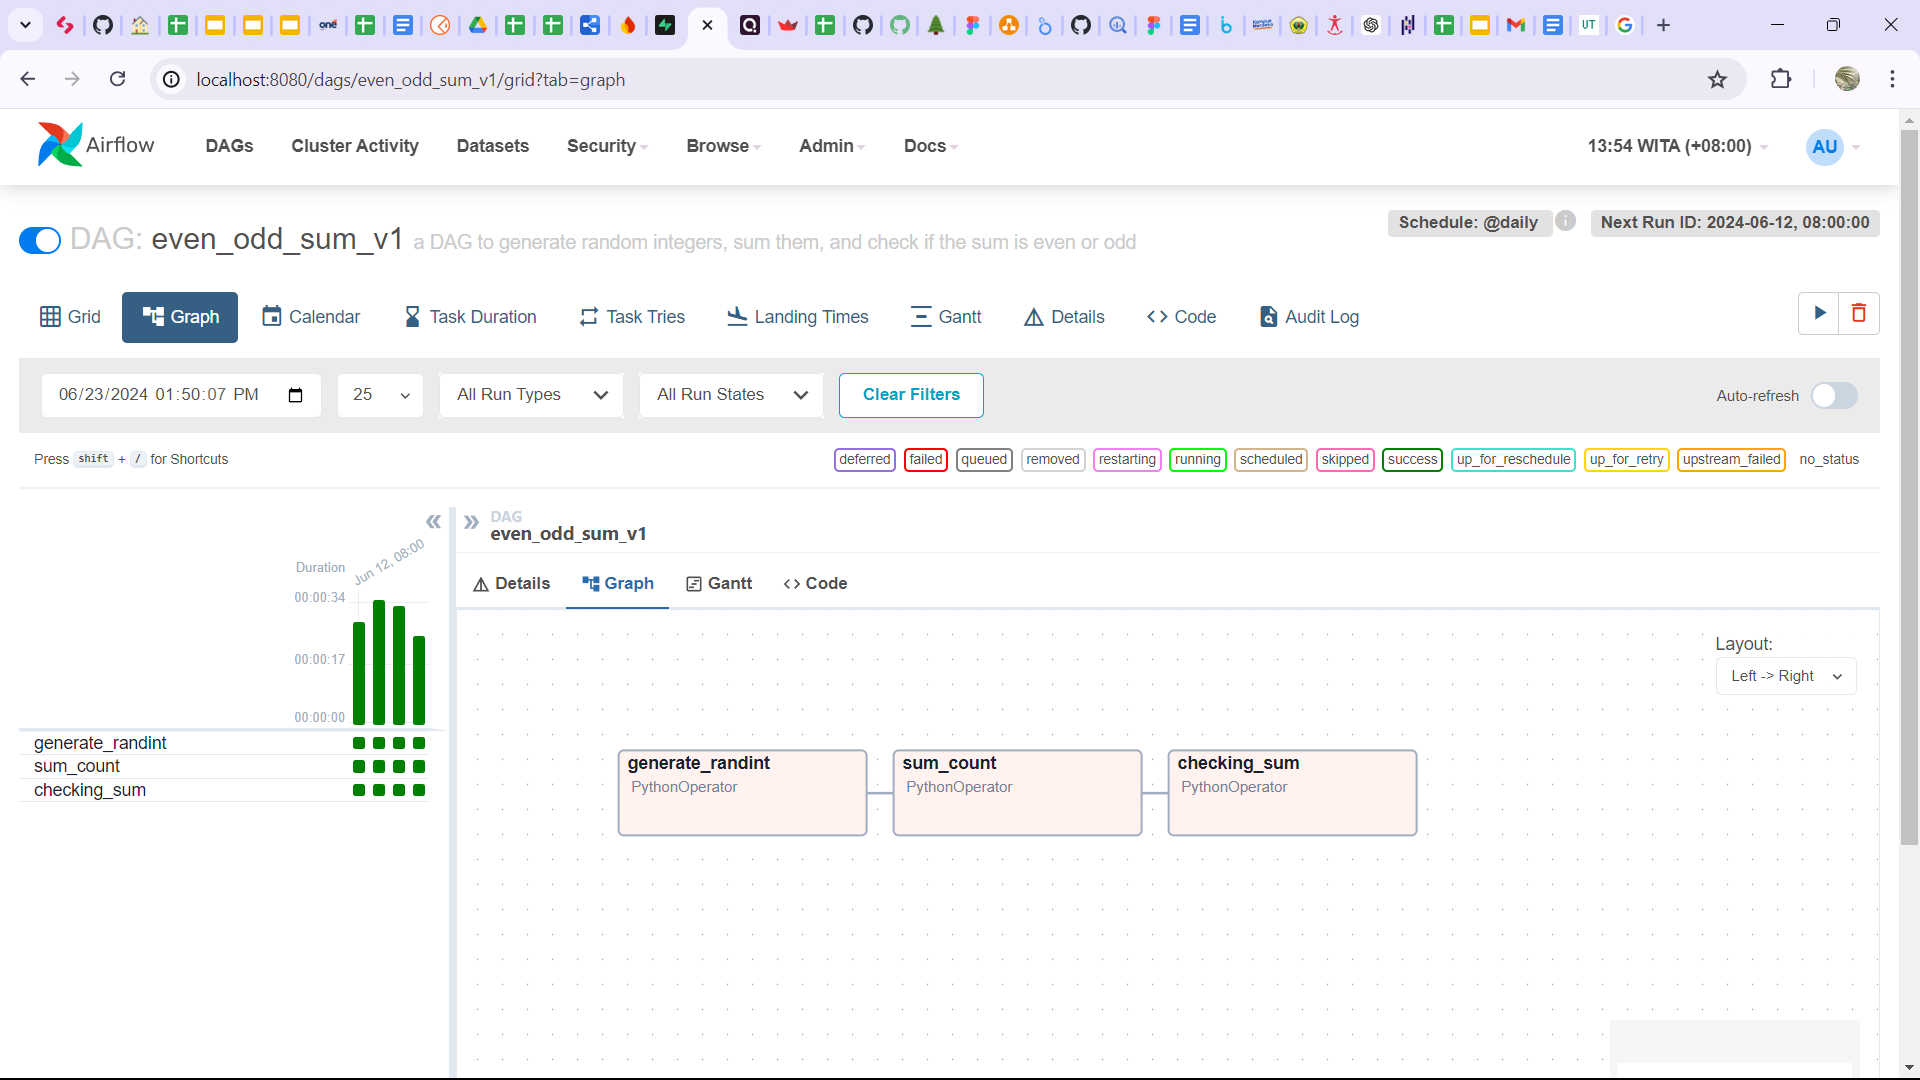 one
UT
localhost:8080/dags/even_odd_sum_v1/grid?tab=graph
Airflow
DAGs
Cluster Activity
Datasets
Security
Browse
Admin
Docs
13:54 WITA (+08:00)
AU
DAG: even_odd_sum_v1 a DAG to generate random integers, sum them, and check if the sum is even or odd
Schedule: @daily
Next Run ID: 2024-06-12, 08:00:00
Grid
Graph
Calendar
Task Duration
Task Tries
Landing Times
Gantt
Details
Code
Audit Log
06/23/2024 01:50:07 PM
25
All Run Types
All Run States
Clear Filters
Auto-refresh
Press shift + / for Shortcuts
deferred
failed
queued
removed
restarting
running
scheduled
skipped
success
up_for_reschedule
up_for_retry
upstream_failed
no_status
Duration
Jun 12, 08:00
00:00:34
00:00:17
00:00:00
generate_randint
sum_count
checking_sum
DAG
even_odd_sum_v1
Details
Graph
Gantt
Code
Layout:
Left -> Right
generate_randint
PythonOperator
sum_count
PythonOperator
checking_sum
PythonOperator